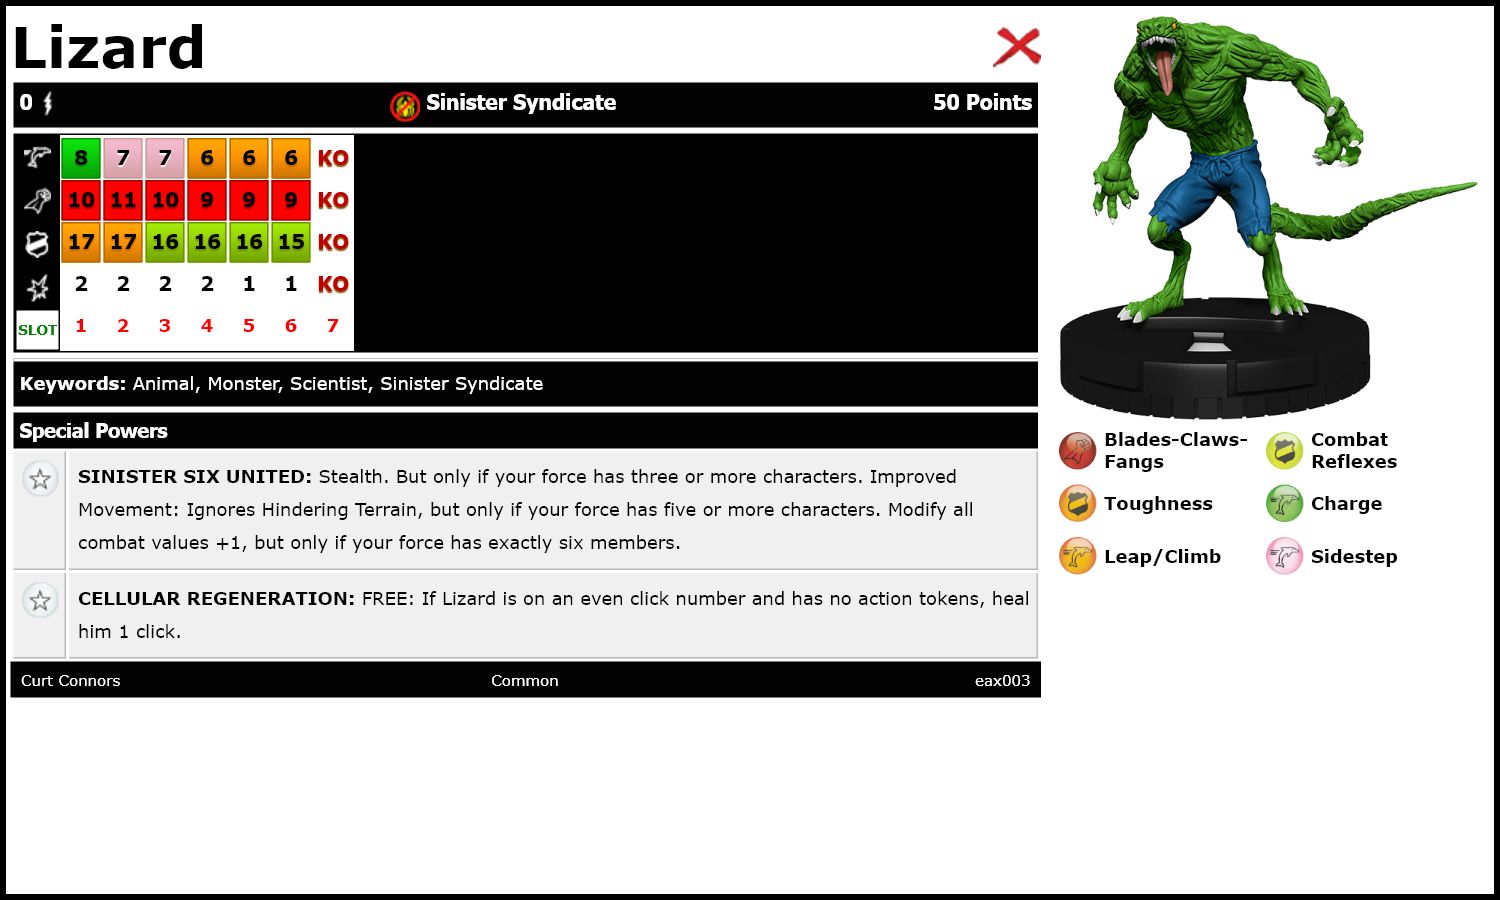 Lizard
0 Sinister Syndicate 50 Points
8 7 7 6 6 6 KO
10 11 10 9 9 9 KO
17 17 16 16 16 15 KO
2 2 2 2 1 1 KO
SLOT 1 2 3 4 5 6 7
Keywords: Animal, Monster, Scientist, Sinister Syndicate
Special Powers
SINISTER SIX UNITED: Stealth. But only if your force has three or more characters. Improved
Movement: Ignores Hindering Terrain, but only if your force has five or more characters. Modify all
combat values +1, but only if your force has exactly six members.
CELLULAR REGENERATION: FREE: If Lizard is on an even click number and has no action tokens, heal
him 1 click.
Curt Connors Common eax003
Blades-Claws-
Fangs
Combat
Reflexes
Toughness
Charge
Leap/Climb
Sidestep